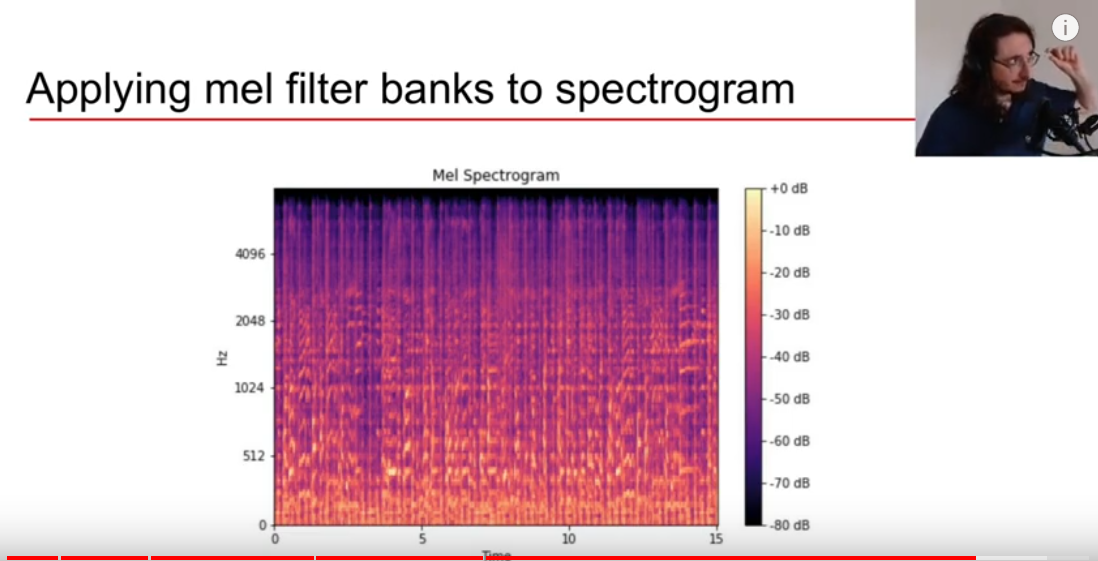 Applying mel filter banks to spectrogram
i
Mel Spectrogram
+0 dB
-10 dB
-20 dB
-30 dB
-40 dB
-50 dB
-60 dB
-70 dB
-80 dB
Hz
4096
2048
1024
512
0
0 5 10 15
Time